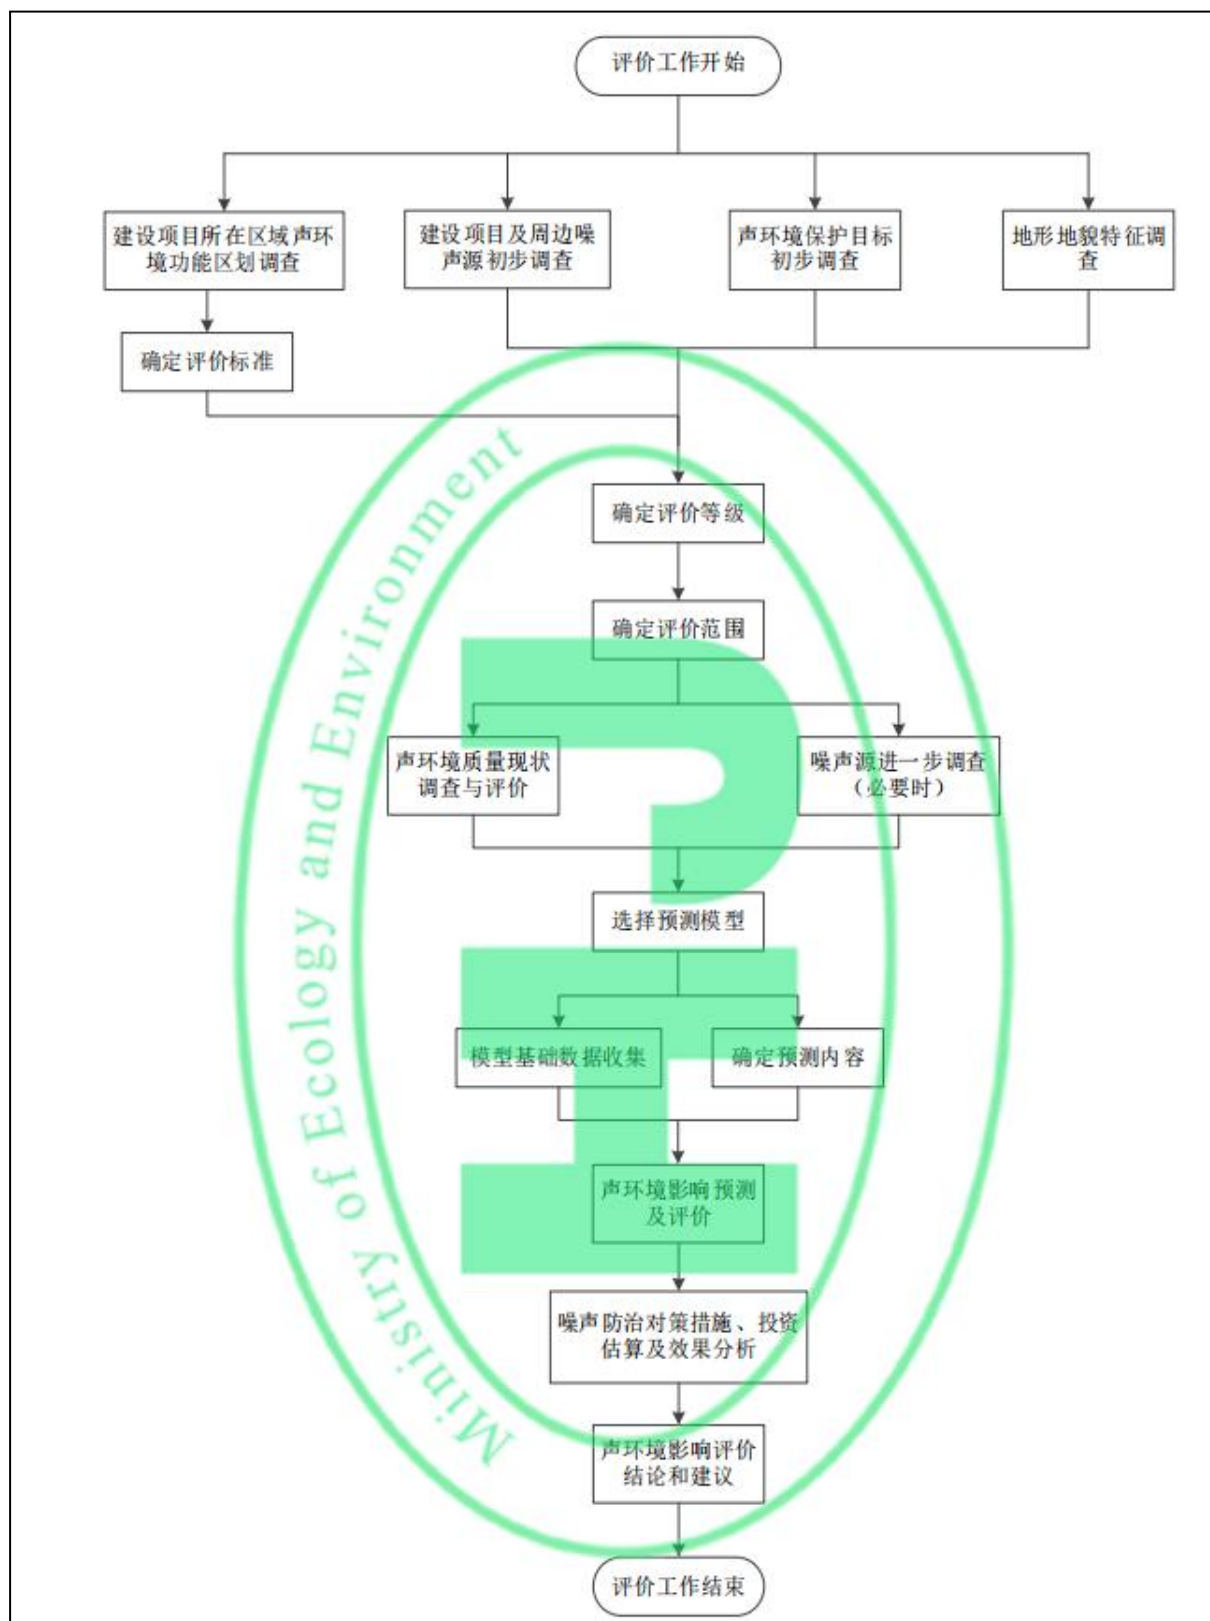 评价工作开始
建设项目所在区域声环
境功能区划调查
建设项目及周边噪
声源初步调查
声环境保护目标
初步调查
地形地貌特征调
查
确定评价标准
确定评价等级
确定评价范围
声环境质量现状
调查与评价
噪声源进一步调查
（必要时）
选择预测模型
模型基础数据收集
确定预测内容
声环境影响预测
及评价
噪声防治对策措施、投资
估算及效果分析
声环境影响评价
结论和建议
评价工作结束
Ministry of Ecology and Environment